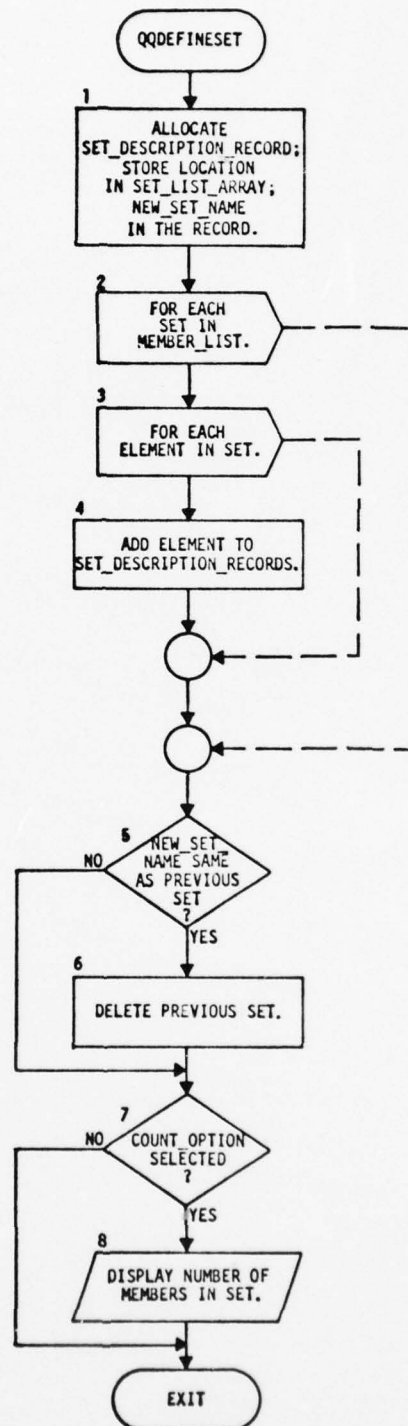 QQDEFINESET
1
ALLOCATE
SET_DESCRIPTION_RECORD;
STORE LOCATION
IN SET_LIST_ARRAY;
NEW_SET_NAME
IN THE RECORD.
2
FOR EACH
SET IN
MEMBER_LIST.
3
FOR EACH
ELEMENT IN SET.
4
ADD ELEMENT TO
SET_DESCRIPTION_RECORDS.
5
NEW_SET_
NAME SAME
AS PREVIOUS
SET
?
NO
YES
6
DELETE PREVIOUS SET.
7
COUNT_OPTION
SELECTED
?
NO
YES
8
DISPLAY NUMBER OF
MEMBERS IN SET.
EXIT